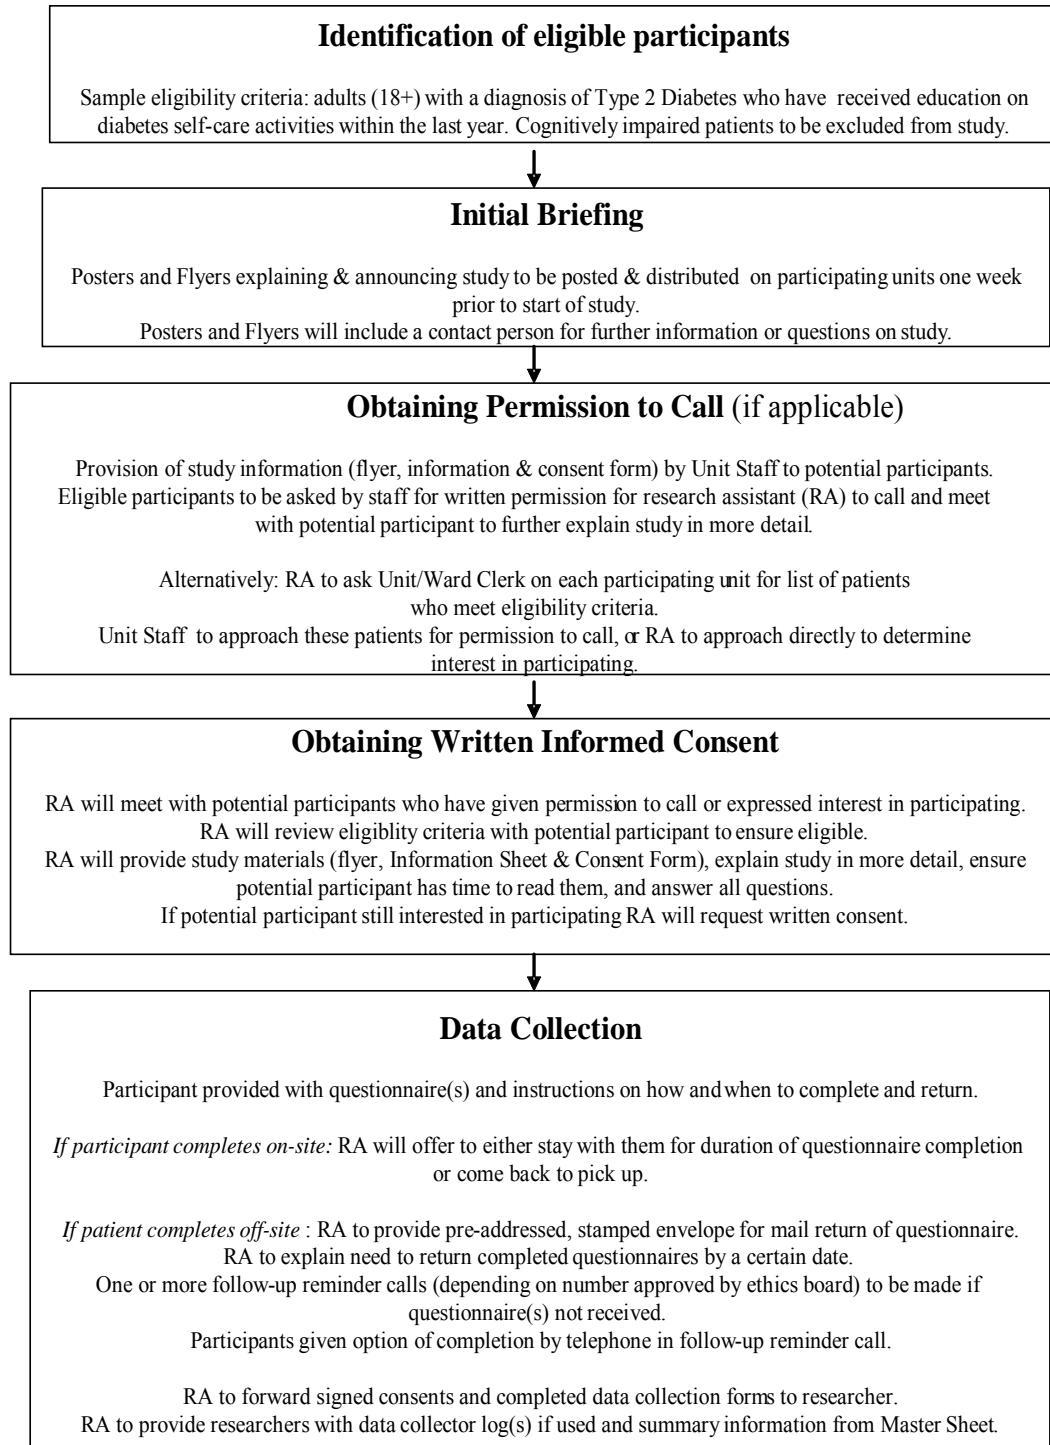 Identification of eligible participants
Sample eligibility criteria: adults (18+) with a diagnosis of Type 2 Diabetes who have received education on
diabetes self-care activities within the last year. Cognitively impaired patients to be excluded from study.
Initial Briefing
Posters and Flyers explaining & announcing study to be posted & distributed on participating units one week
prior to start of study.
Posters and Flyers will include a contact person for further information or questions on study.
Obtaining Permission to Call (if applicable)
Provision of study information (flyer, information & consent form) by Unit Staff to potential participants.
Eligible participants to be asked by staff for written permission for research assistant (RA) to call and meet
with potential participant to further explain study in more detail.
Alternatively: RA to ask Unit/Ward Clerk on each participating unit for list of patients
who meet eligibility criteria.
Unit Staff to approach these patients for permission to call, or RA to approach directly to determine
interest in participating.
Obtaining Written Informed Consent
RA will meet with potential participants who have given permission to call or expressed interest in participating.
RA will review eligiblity criteria with potential participant to ensure eligible.
RA will provide study materials (flyer, Information Sheet & Consent Form), explain study in more detail, ensure
potential participant has time to read them, and answer all questions.
If potential participant still interested in participating RA will request written consent.
Data Collection
Participant provided with questionnaire(s) and instructions on how and when to complete and return.
If participant completes on-site: RA will offer to either stay with them for duration of questionnaire completion
or come back to pick up.
If patient completes off-site : RA to provide pre-addressed, stamped envelope for mail return of questionnaire.
RA to explain need to return completed questionnaires by a certain date.
One or more follow-up reminder calls (depending on number approved by ethics board) to be made if
questionnaire(s) not received.
Participants given option of completion by telephone in follow-up reminder call.
RA to forward signed consents and completed data collection forms to researcher.
RA to provide researchers with data collector log(s) if used and summary information from Master Sheet.